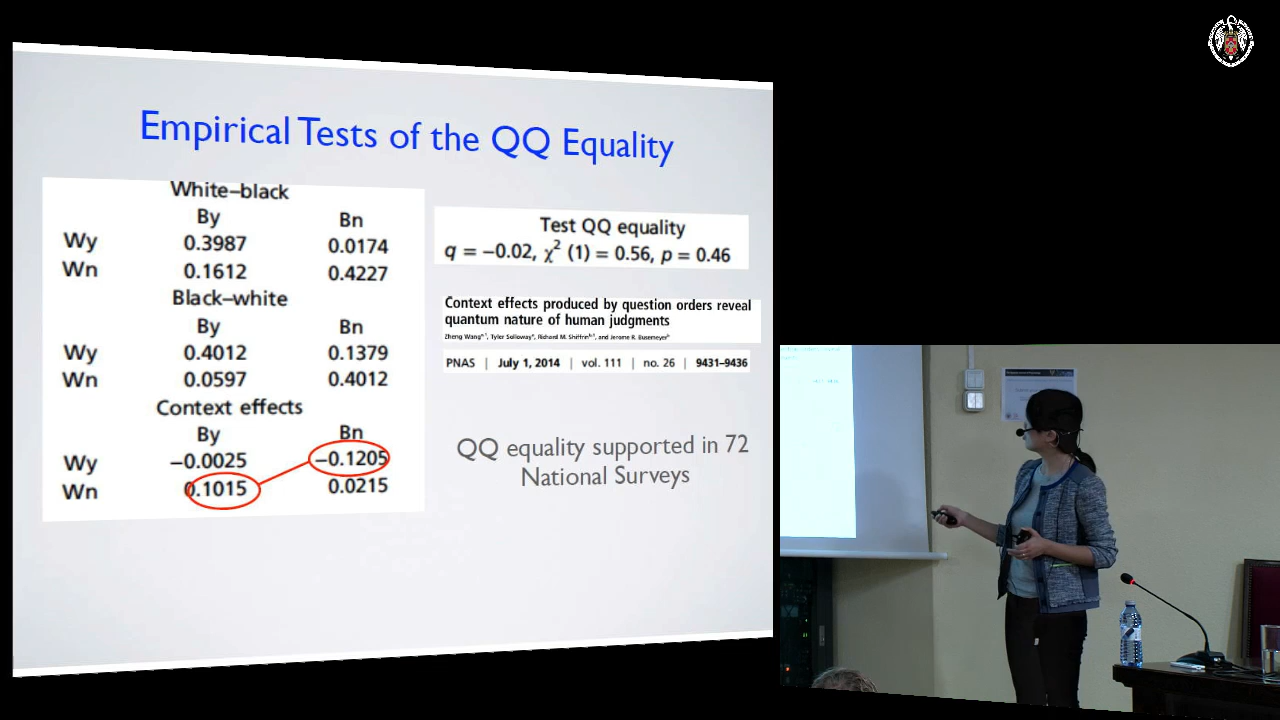 Empirical Tests of the QQ Equality
White–black
By Bn
Wy 0.3987 0.0174
Wn 0.1612 0.4227
Black–white
By Bn
Wy 0.4012 0.1379
Wn 0.0597 0.4012
Context effects
By Bn
Wy −0.0025 −0.1205
Wn 0.1015 0.0215
Test QQ equality
q = −0.02, χ² (1) = 0.56, p = 0.46
Context effects produced by question orders reveal
quantum nature of human judgments
Zheng Wang, Tyler Solloway, Richard M. Shiffrin, and Jerome R. Busemeyer
PNAS | July 1, 2014 | vol. 111 | no. 26 | 9431–9436
QQ equality supported in 72
National Surveys